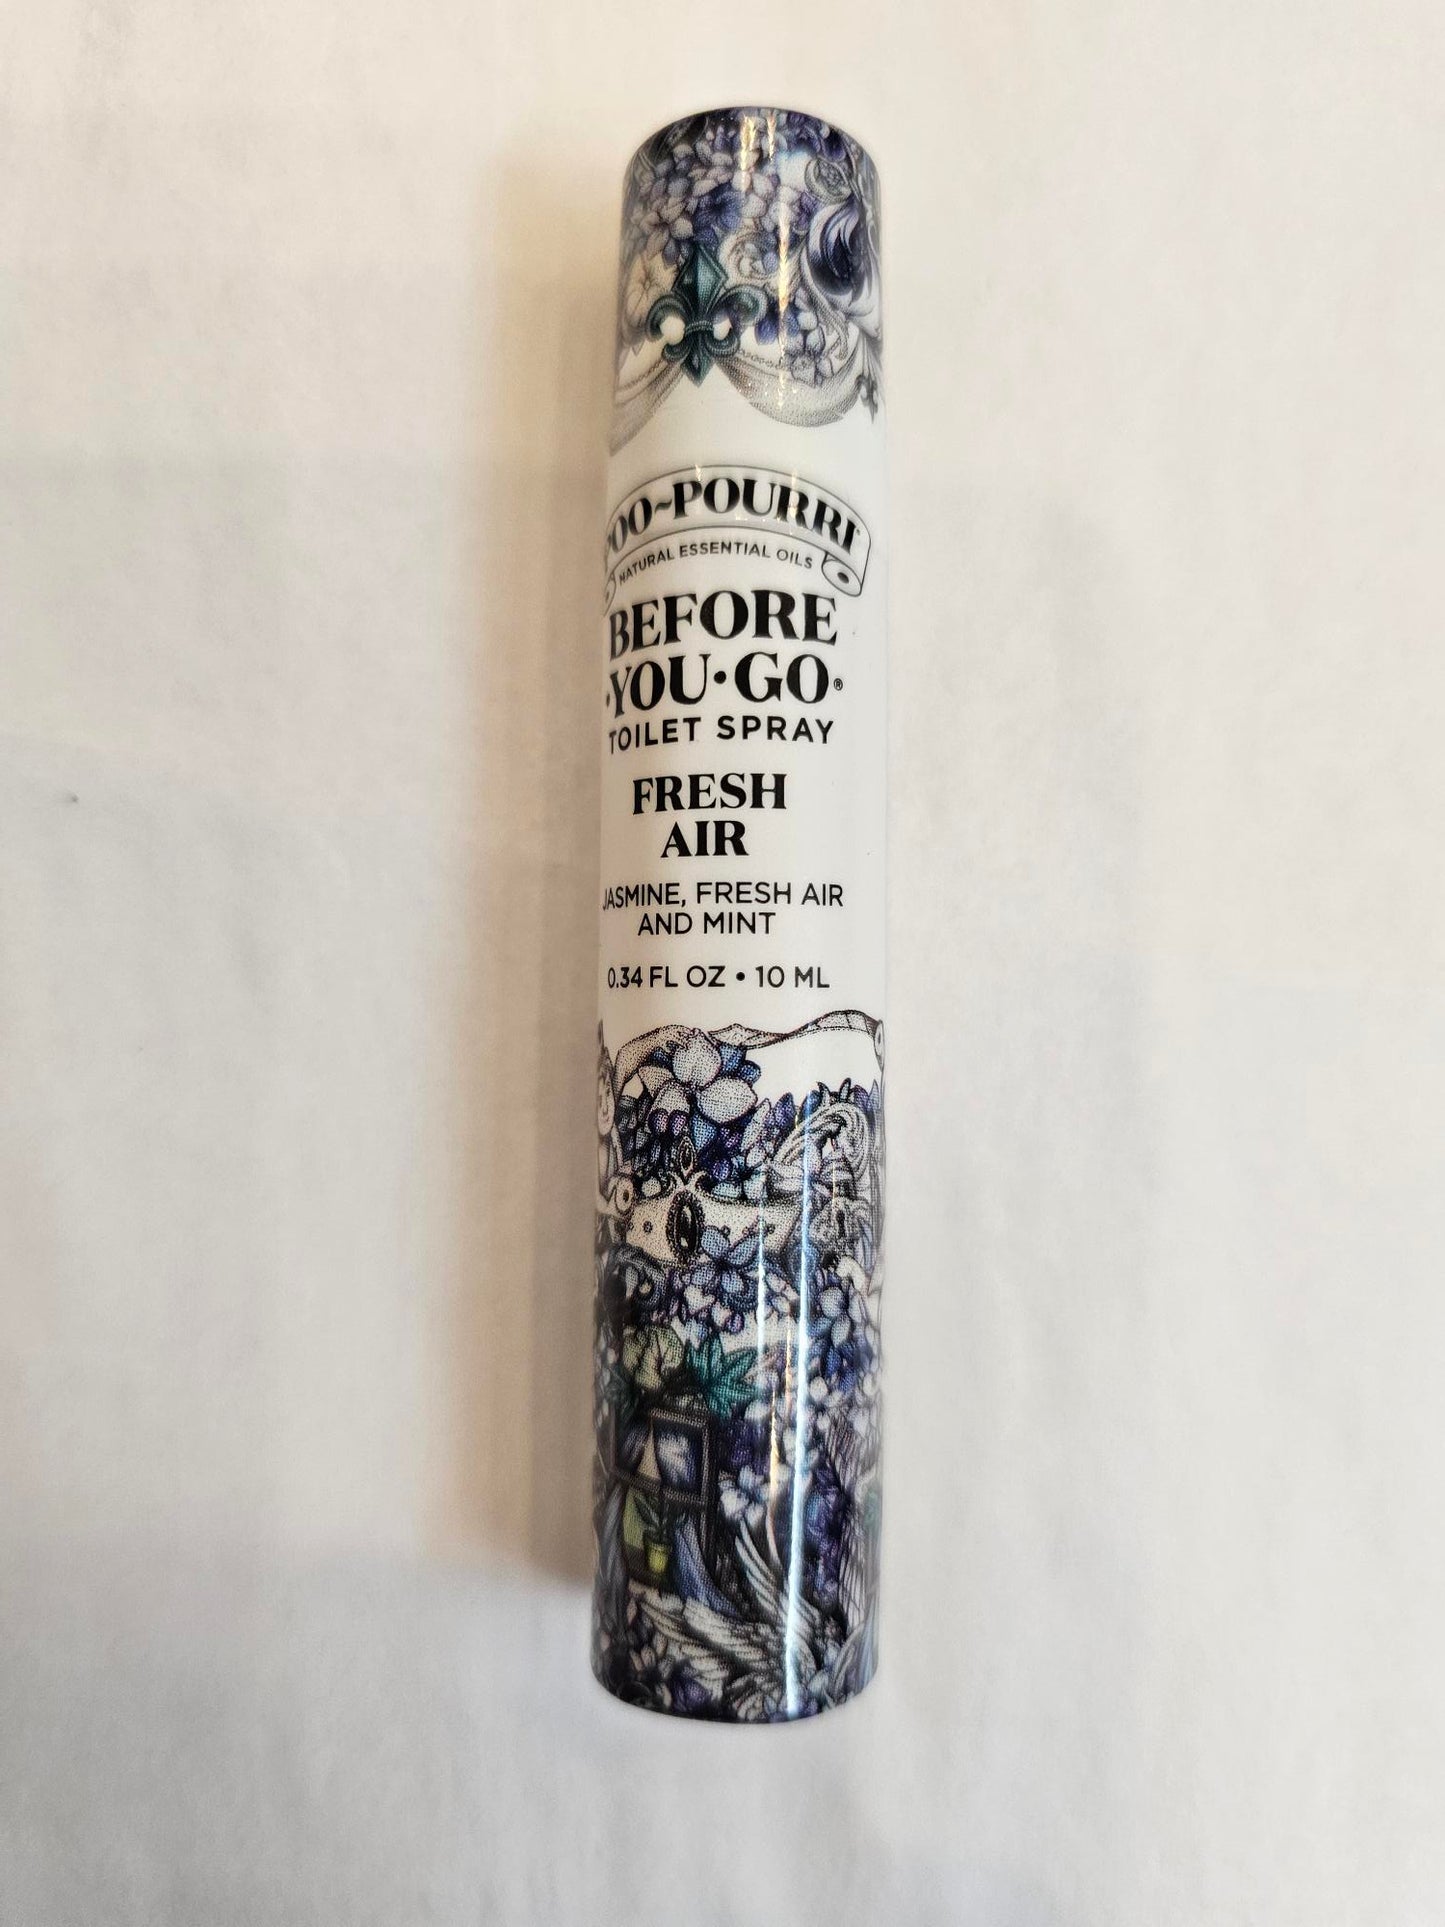 POO~POURRI
NATURAL ESSENTIAL OILS
BEFORE
·YOU·GO·®
TOILET SPRAY
FRESH
AIR
JASMINE, FRESH AIR
AND MINT
0.34 FL OZ • 10 ML